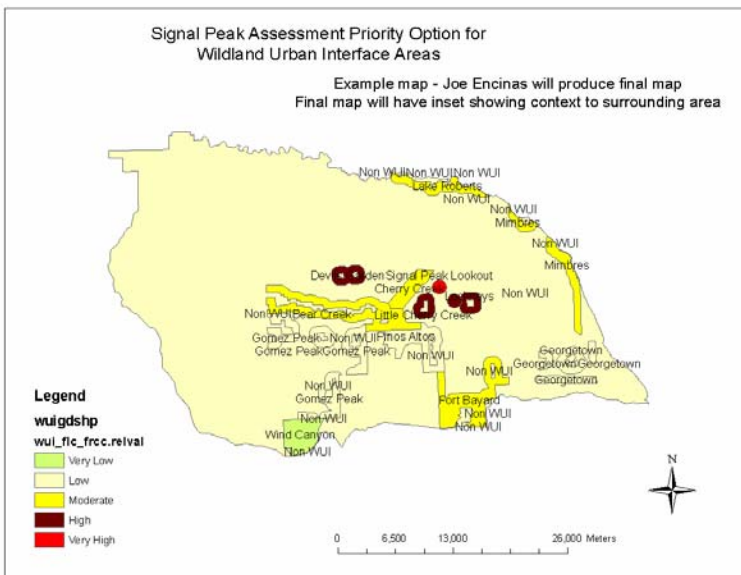 Signal Peak Assessment Priority Option for
Wildland Urban Interface Areas
Example map - Joe Encinas will produce final map
Final map will have inset showing context to surrounding area
Non WUI Non WUI Non WUI
Lake Roberts
Non WUI
Non WUI
Mimbres
Non WUI
Mimbres
Signal Peak Lookout
Cherry Creek
Non WUI
Non WUI Bear Creek
Little Cherry Creek
Gomez Peak Non WUI Pinos Altos
Gomez Peak Gomez Peak
Non WUI
Georgetown
Georgetown Georgetown
Georgetown
Non WUI
Non WUI
Gomez Peak
Fort Bayard
Non WUI
Non WUI
Non WUI
Wind Canyon
Non WUI
Legend
wuigdshp
wui_flc_frcc.relval
Very Low
Low
Moderate
High
Very High
N
0 6,500 13,000 26,000 Meters